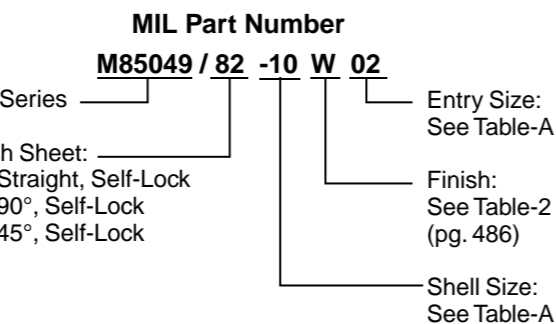 MIL Part Number
M85049 / 82 -10 W 02
Series
Entry Size:
See Table-A
h Sheet:
Straight, Self-Lock
90°, Self-Lock
45°, Self-Lock
Finish:
See Table-2
(pg. 486)
Shell Size:
See Table-A